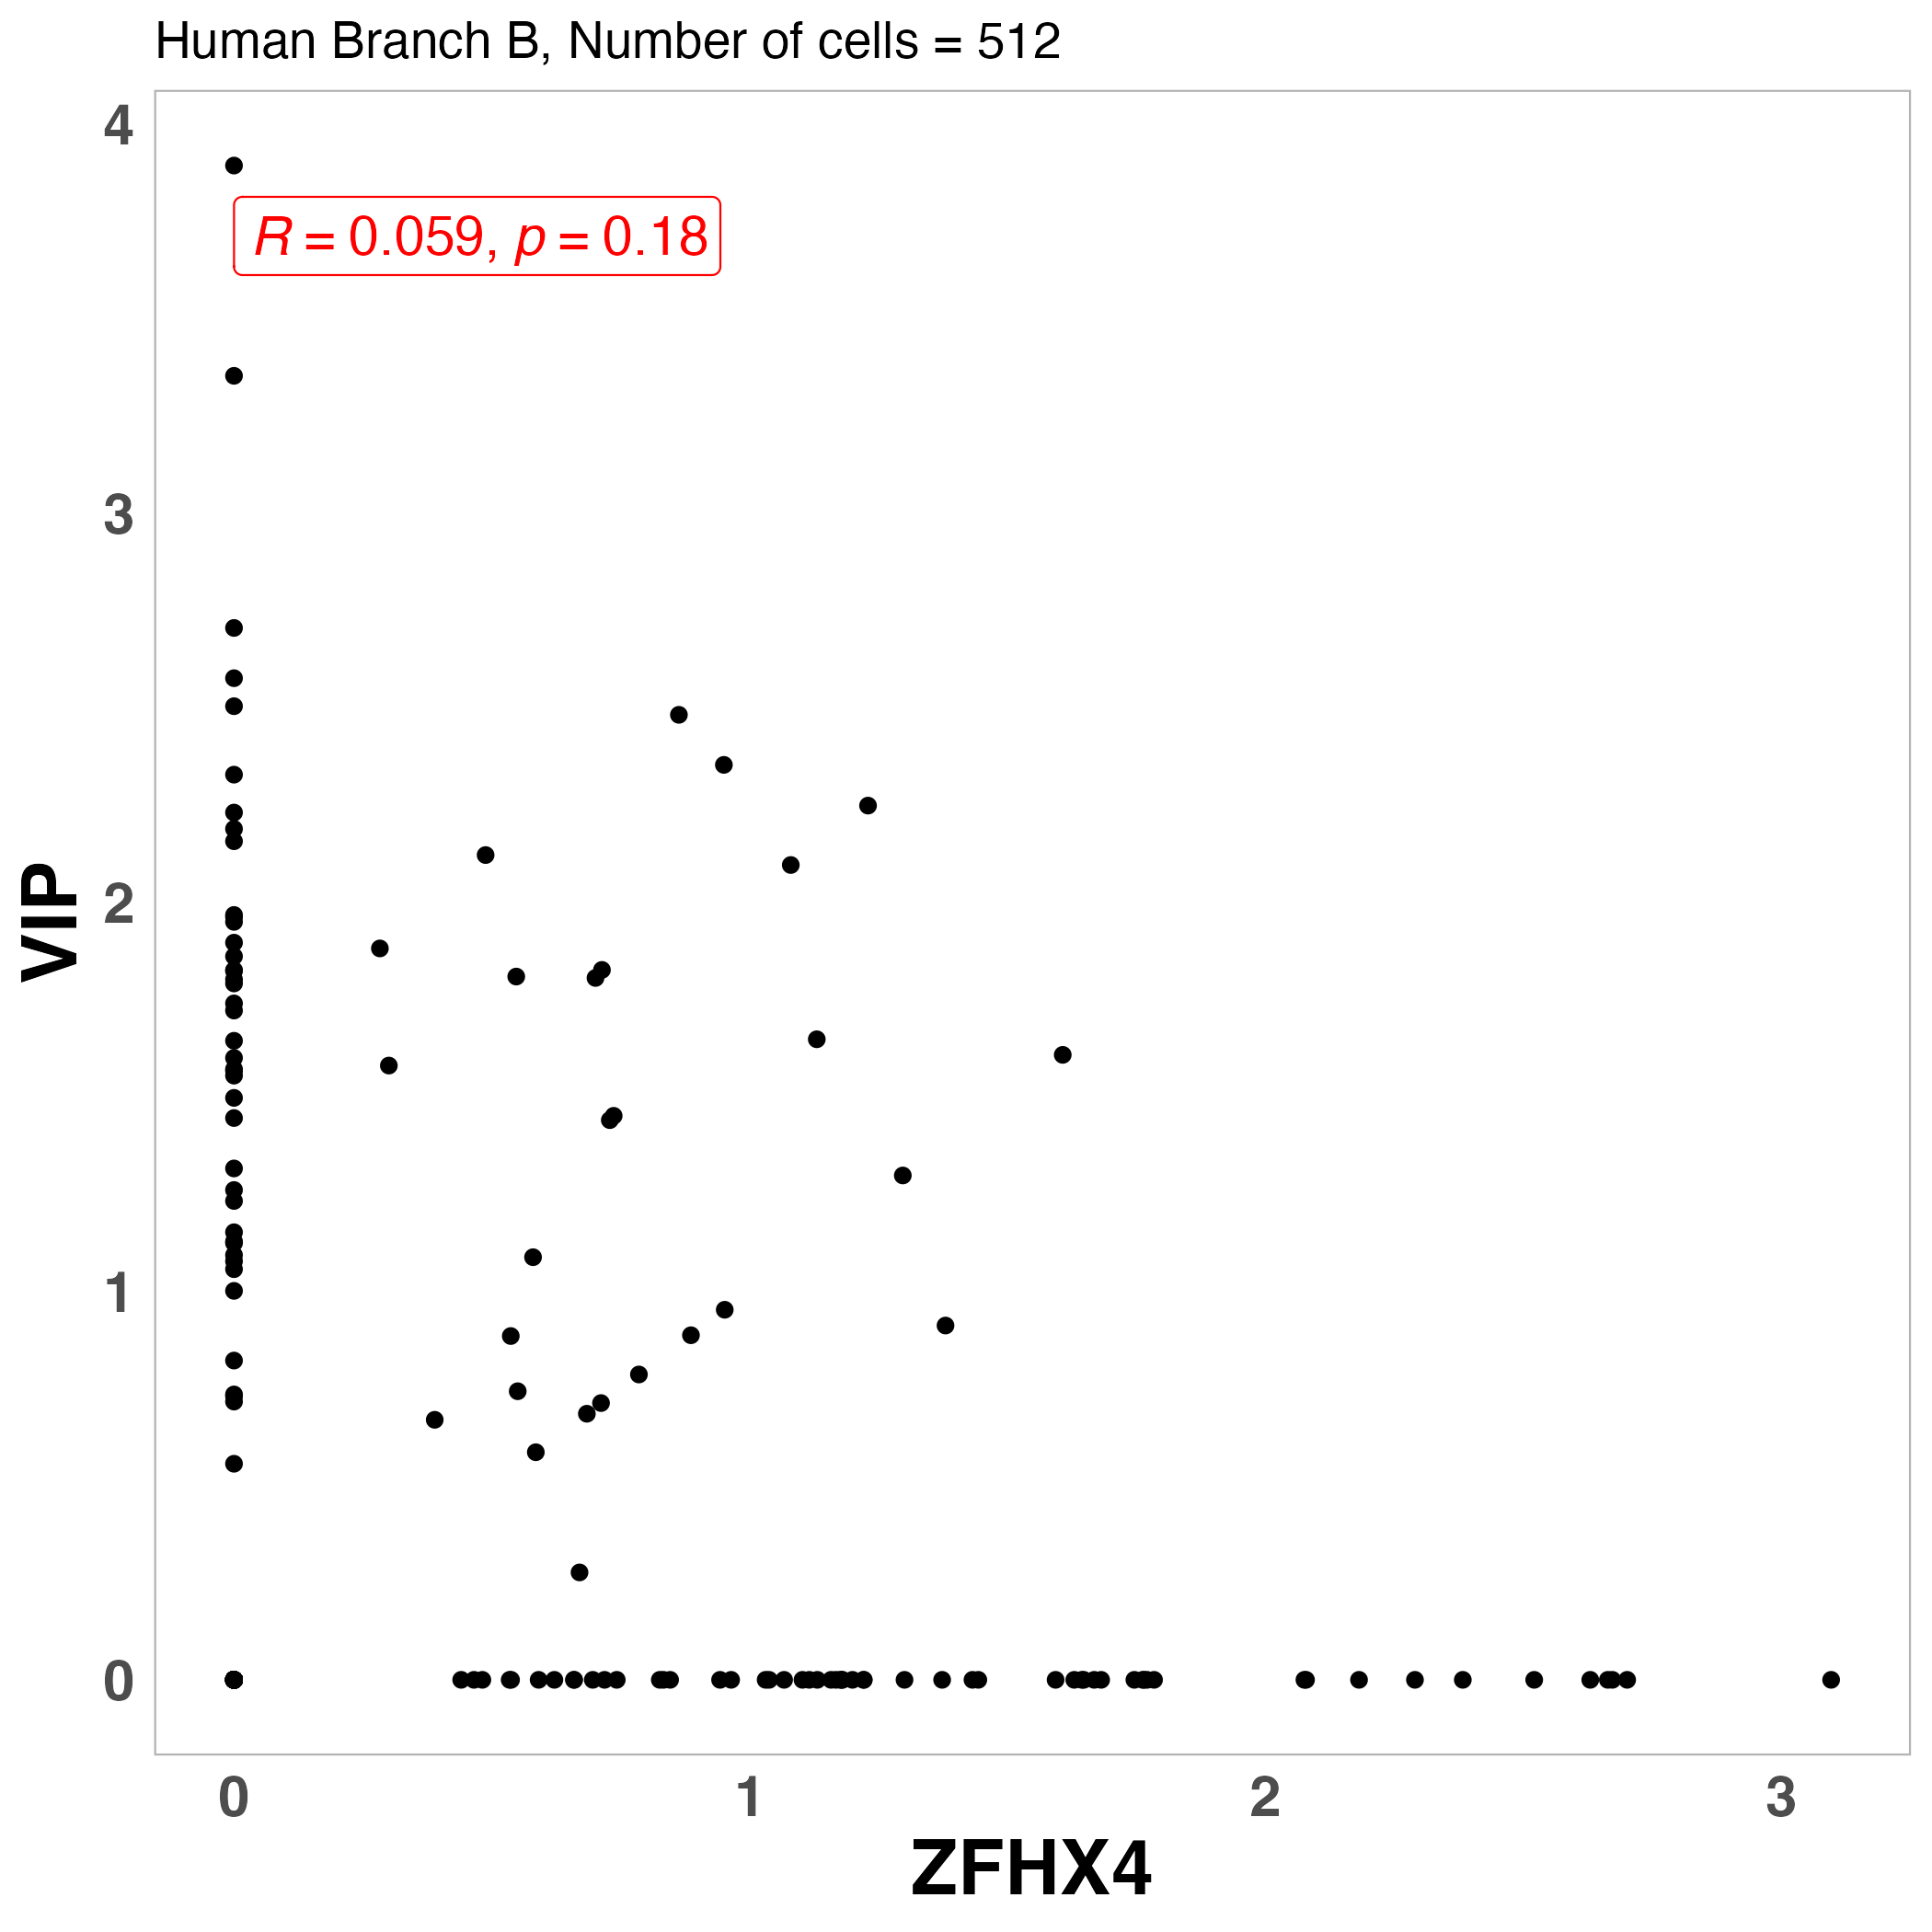 Human Branch B, Number of cells = 512
4
R = 0.059, p = 0.18
3
VIP
2
1
0
0 1 2 3
ZFHX4